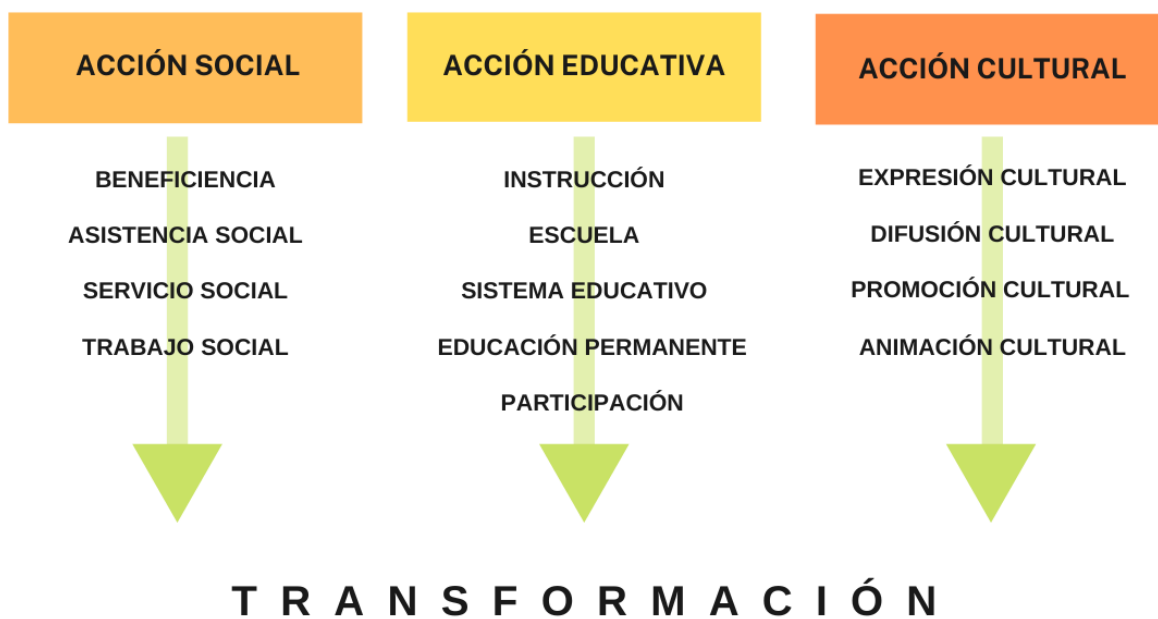 ACCIÓN SOCIAL
BENEFICIENCIA
ASISTENCIA SOCIAL
SERVICIO SOCIAL
TRABAJO SOCIAL
ACCIÓN EDUCATIVA
INSTRUCCIÓN
ESCUELA
SISTEMA EDUCATIVO
EDUCACIÓN PERMANENTE
PARTICIPACIÓN
ACCIÓN CULTURAL
EXPRESIÓN CULTURAL
DIFUSIÓN CULTURAL
PROMOCIÓN CULTURAL
ANIMACIÓN CULTURAL
TRANSFORMACIÓN